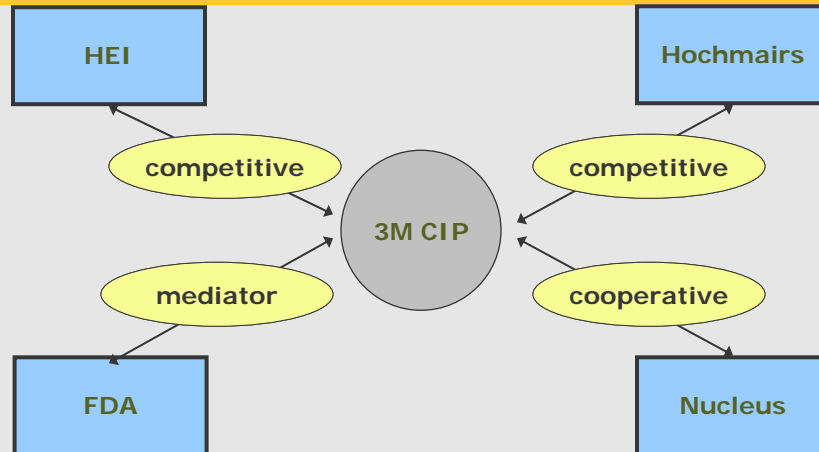 HEI
Hochmairs
competitive
competitive
3M CIP
mediator
cooperative
FDA
Nucleus